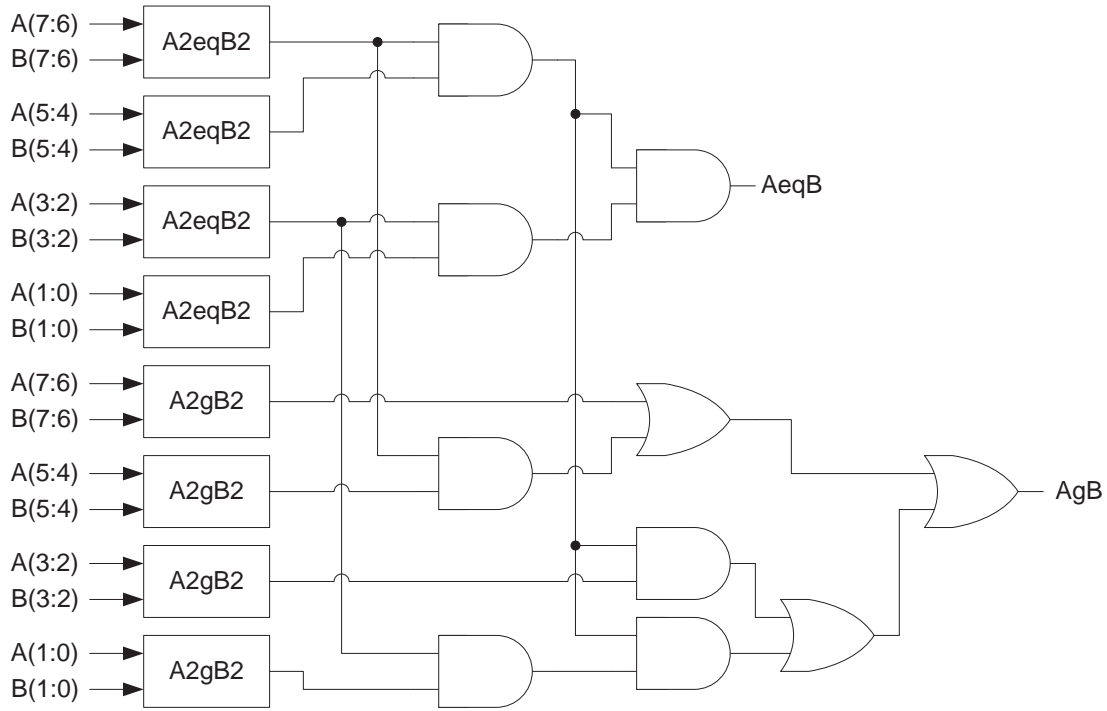 A(7:6)
B(7:6)
A2eqB2
A(5:4)
B(5:4)
A2eqB2
A(3:2)
B(3:2)
A2eqB2
A(1:0)
B(1:0)
A2eqB2
AeqB
A(7:6)
B(7:6)
A2gB2
A(5:4)
B(5:4)
A2gB2
A(3:2)
B(3:2)
A2gB2
A(1:0)
B(1:0)
A2gB2
AgB